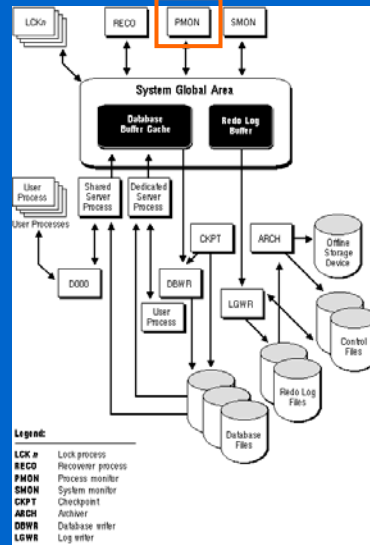 LCKn
RECO
PMON
SMON
System Global Area
Database
Buffer Cache
Redo Log
Buffer
User
Process
User Processes
Shared
Server
Process
Dedicated
Server
Process
CKPT
ARCH
Offline
Storage
Device
D000
DBWR
User
Process
LGWR
Control
Files
Redo Log
Files
Database
Files
Legend:
LCK n Lock process
RECO Recoverer process
PMON Process monitor
SMON System monitor
CKPT Checkpoint
ARCH Archiver
DBWR Database writer
LGWR Log writer